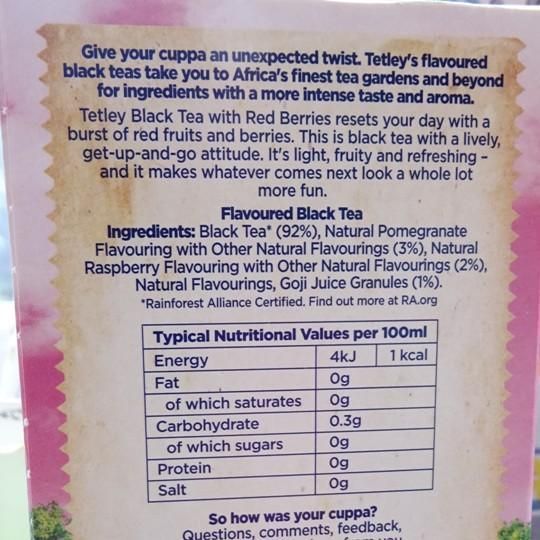 Give your cuppa an unexpected twist. Tetley's flavoured
black teas take you to Africa's finest tea gardens and beyond
for ingredients with a more intense taste and aroma.
Tetley Black Tea with Red Berries resets your day with a
burst of red fruits and berries. This is black tea with a lively,
get-up-and-go attitude. It's light, fruity and refreshing -
and it makes whatever comes next look a whole lot
more fun.
Flavoured Black Tea
Ingredients: Black Tea* (92%), Natural Pomegranate
Flavouring with Other Natural Flavourings (3%), Natural
Raspberry Flavouring with Other Natural Flavourings (2%),
Natural Flavourings, Goji Juice Granules (1%).
*Rainforest Alliance Certified. Find out more at RA.org
Typical Nutritional Values per 100ml
Energy 4kJ 1 kcal
Fat 0g
of which saturates 0g
Carbohydrate 0.3g
of which sugars 0g
Protein 0g
Salt 0g
So how was your cuppa?
Questions, comments, feedback,